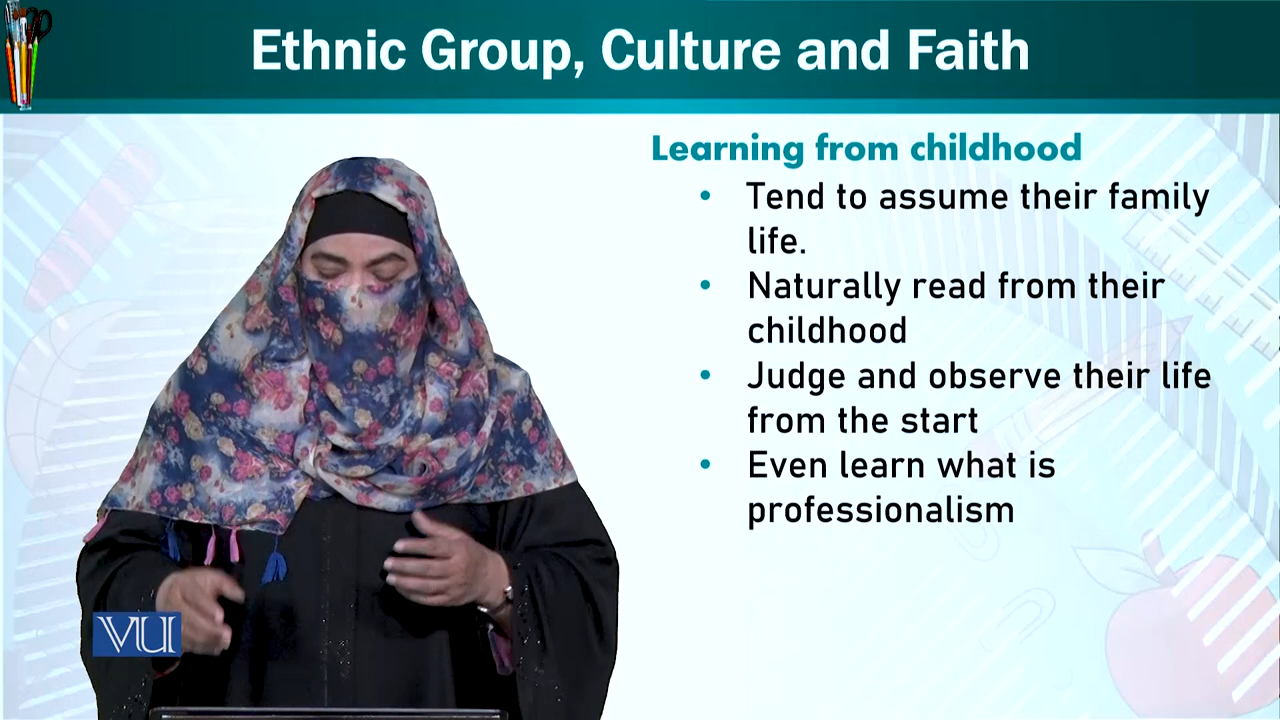 Ethnic Group, Culture and Faith
Learning from childhood
• Tend to assume their family
life.
• Naturally read from their
childhood
• Judge and observe their life
from the start
• Even learn what is
professionalism
VU